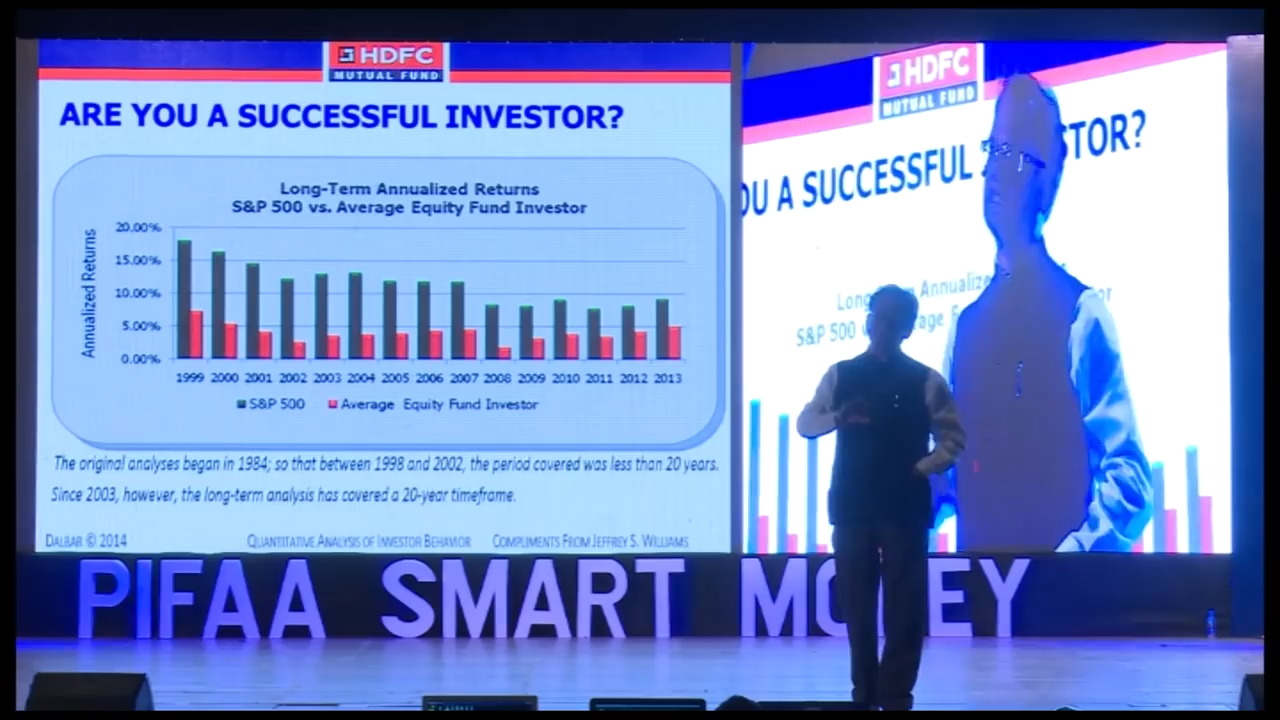 HDFC
MUTUAL FUND
ARE YOU A SUCCESSFUL INVESTOR?
Long-Term Annualized Returns
S&P 500 vs. Average Equity Fund Investor
Annualized Returns
20.00%
15.00%
10.00%
5.00%
0.00%
1999 2000 2001 2002 2003 2004 2005 2006 2007 2008 2009 2010 2011 2012 2013
S&P 500 Average Equity Fund Investor
The original analyses began in 1984; so that between 1998 and 2002, the period covered was less than 20 years.
Since 2003, however, the long-term analysis has covered a 20-year timeframe.
DALBAR © 2014 QUANTITATIVE ANALYSIS OF INVESTOR BEHAVIOR COMPLIMENTS FROM JEFFREY S. WILLIAMS
HDFC
MUTUAL FUND
OU A SUCCESSFUL STOR?
Annualize
S&P 500
PIFAA SMART MO EY